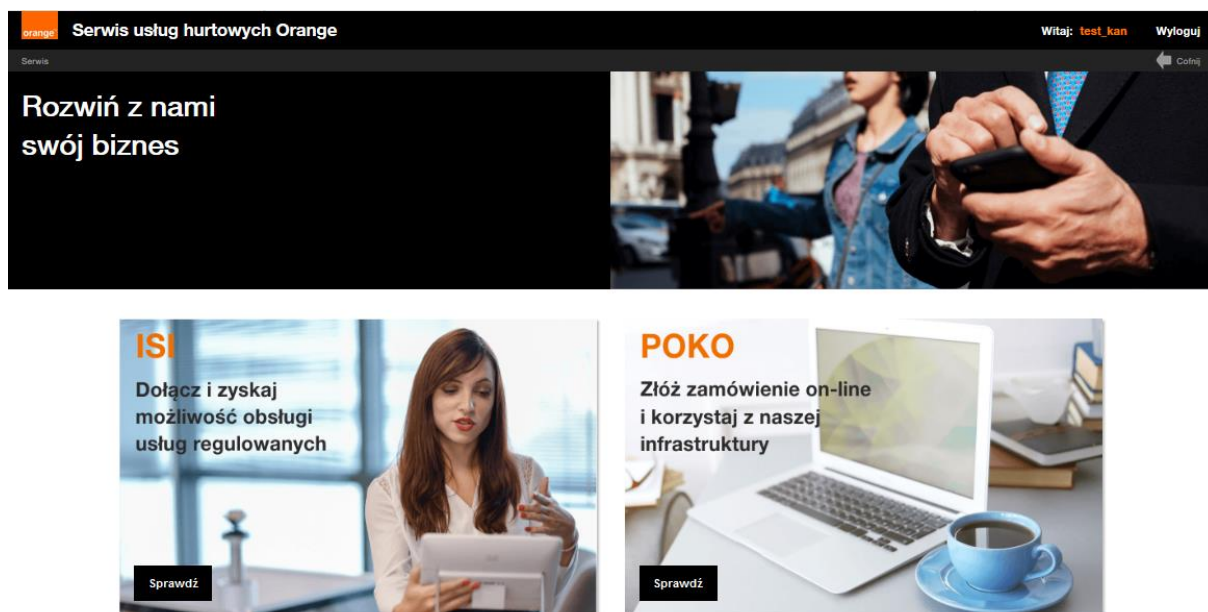 orange
Serwis usług hurtowych Orange
Witaj: test_kan
Wyloguj
Serwis
Cofnij
Rozwiń z nami
swój biznes
ISI
Dołącz i zyskaj
możliwość obsługi
usług regulowanych
Sprawdź
POKO
Złóż zamówienie on-line
i korzystaj z naszej
infrastruktury
Sprawdź